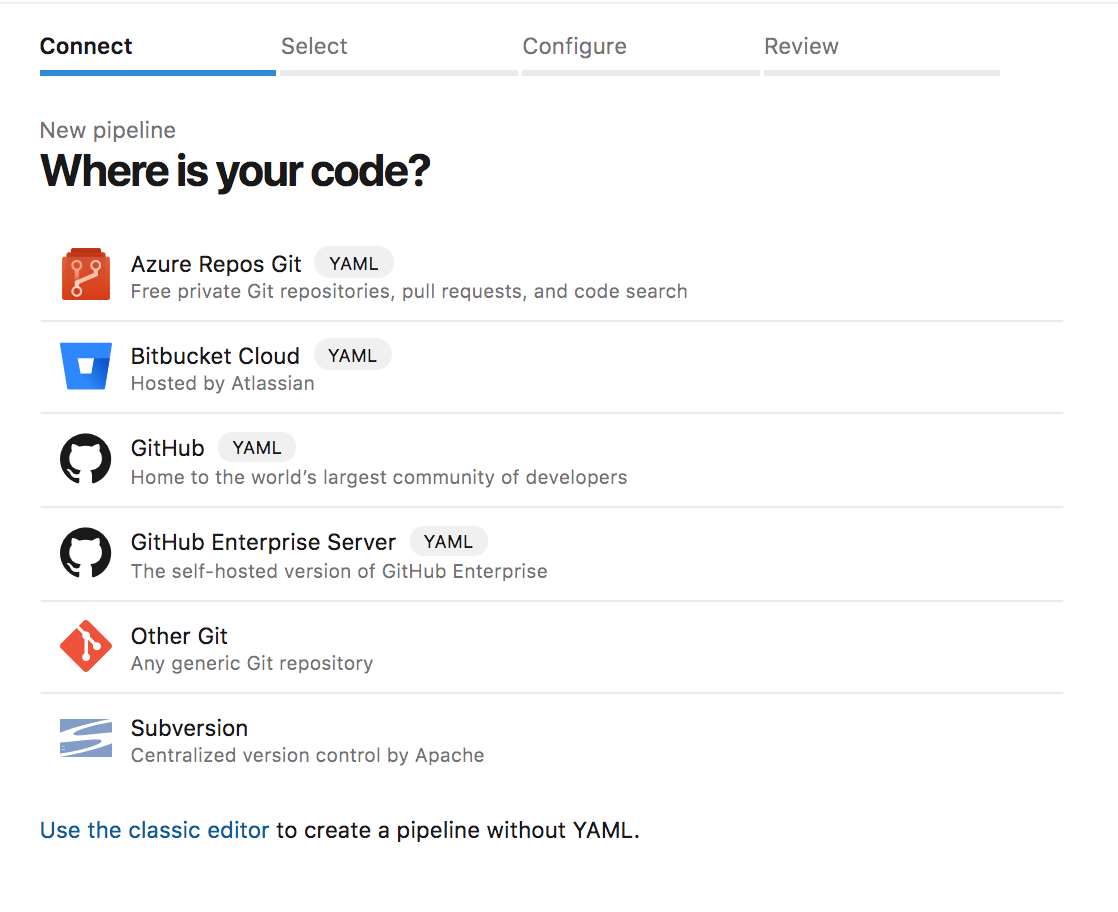 Connect Select Configure Review
New pipeline
Where is your code?
Azure Repos Git YAML
Free private Git repositories, pull requests, and code search
Bitbucket Cloud YAML
Hosted by Atlassian
GitHub YAML
Home to the world’s largest community of developers
GitHub Enterprise Server YAML
The self-hosted version of GitHub Enterprise
Other Git
Any generic Git repository
Subversion
Centralized version control by Apache
Use the classic editor to create a pipeline without YAML.